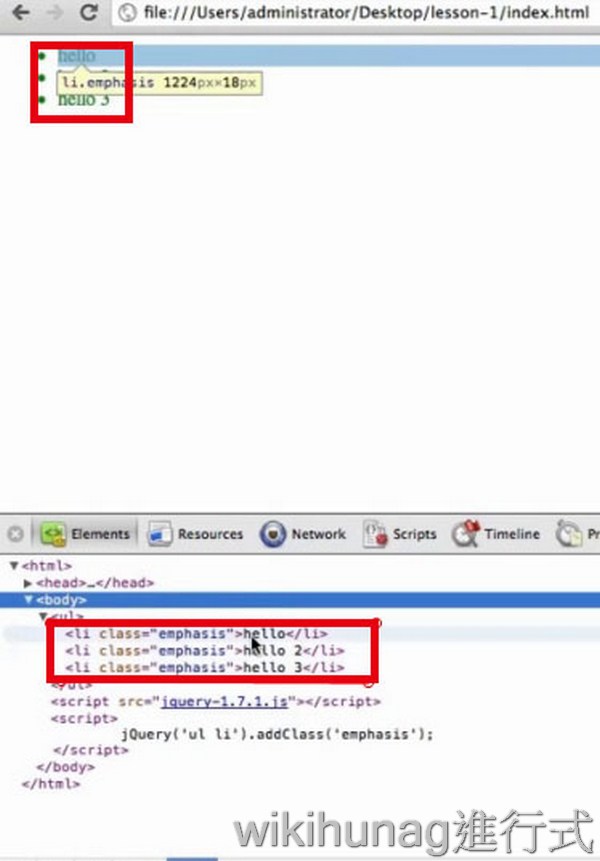 file:///Users/administrator/Desktop/lesson-1/index.html
hello
li.emphasis 1224px×18px
hello 3
Elements Resources Network Scripts Timeline
<html>
<head>…</head>
<body>
<ul>
<li class="emphasis">hello</li>
<li class="emphasis">hello 2</li>
<li class="emphasis">hello 3</li>
</ul>
<script src="jquery-1.7.1.js"></script>
<script>
jQuery('ul li').addClass('emphasis');
</script>
</body>
</html>
wikihunag進行式